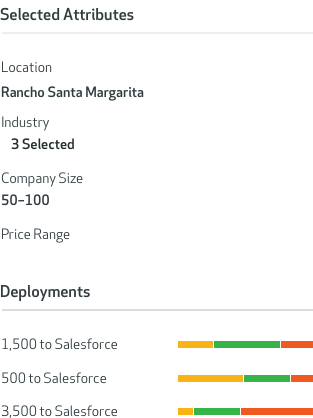 Selected Attributes
Location
Rancho Santa Margarita
Industry
3 Selected
Company Size
50–100
Price Range
Deployments
1,500 to Salesforce
500 to Salesforce
3,500 to Salesforce